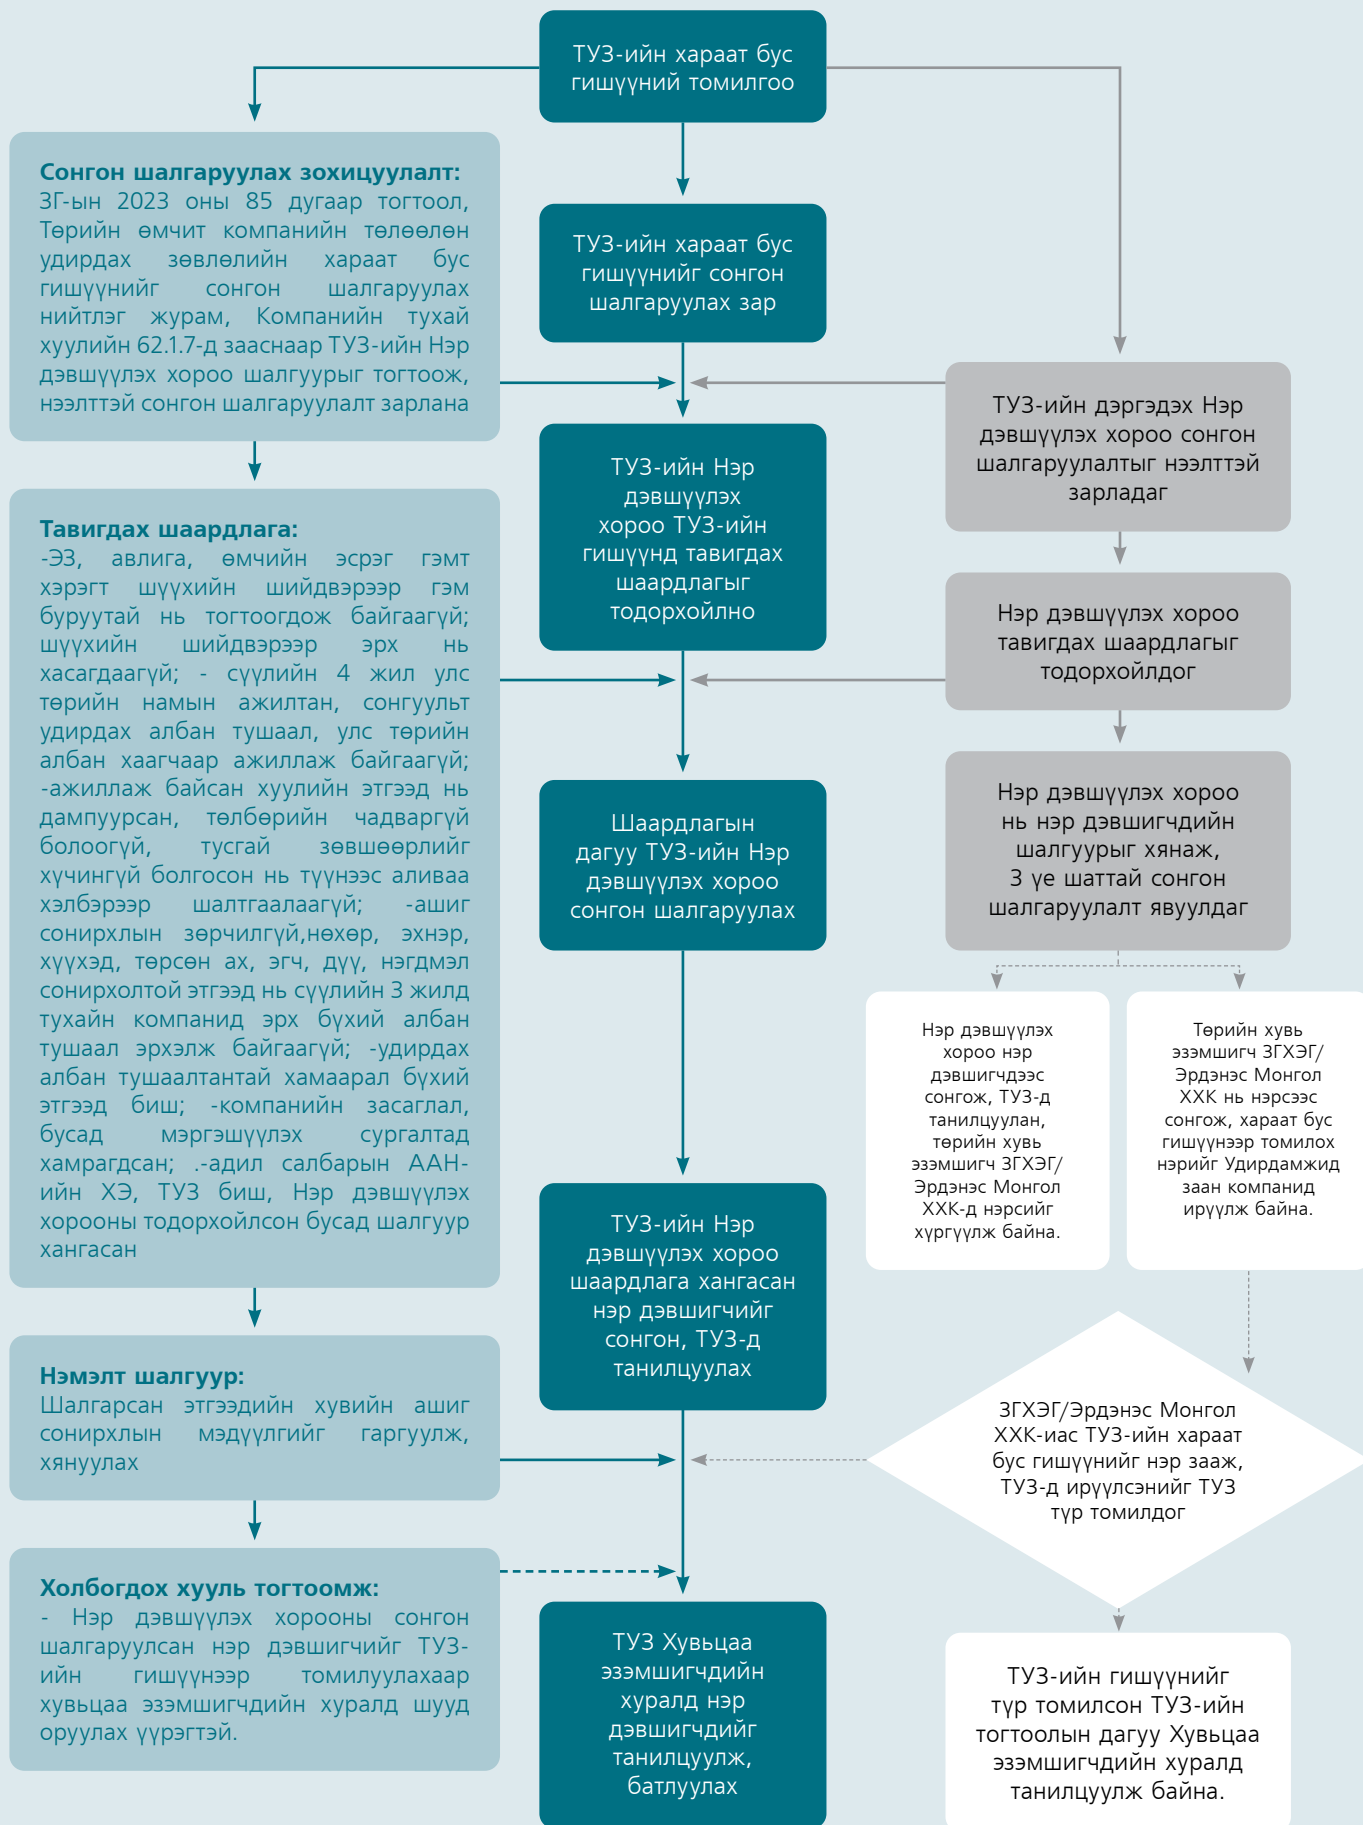 ТУЗ-ийн хараат бус
гишүүний томилгоо
Сонгон шалгаруулах зохицуулалт:
ЗГ-ын 2023 оны 85 дугаар тогтоол,
Төрийн өмчит компанийн төлөөлөн
удирдах зөвлөлийн хараат бус
гишүүнийг сонгон шалгаруулах
нийтлэг журам, Компанийн тухай
хуулийн 62.1.7-д зааснаар ТУЗ-ийн Нэр
дэвшүүлэх хороо шалгуурыг тогтоож,
нээлттэй сонгон шалгаруулалт зарлана
Тавигдах шаардлага:
-ЭЗ, авлига, өмчийн эсрэг гэмт
хэрэгт шүүхийн шийдвэрээр гэм
буруутай нь тогтоогдож байгаагүй;
шүүхийн шийдвэрээр эрх нь
хасагдаагүй; - сүүлийн 4 жил улс
төрийн намын ажилтан, сонгуульт
удирдах албан тушаал, улс төрийн
албан хаагчаар ажиллаж байгаагүй;
-ажиллаж байсан хуулийн этгээд нь
дампуурсан, төлбөрийн чадваргүй
болоогүй, тусгай зөвшөөрлийг
хүчингүй болгосон нь түүнээс аливаа
хэлбэрээр шалтгаалаагүй; -ашиг
сонирхлын зөрчилгүй,нөхөр, эхнэр,
хүүхэд, төрсөн ах, эгч, дүү, нэгдмэл
сонирхолтой этгээд нь сүүлийн 3 жилд
тухайн компанид эрх бүхий албан
тушаал эрхэлж байгаагүй; -удирдах
албан тушаалтантай хамаарал бүхий
этгээд биш; -компанийн засаглал,
бусад мэргэшүүлэх сургалтад
хамрагдсан; .-адил салбарын ААН-
ийн ХЭ, ТУЗ биш, Нэр дэвшүүлэх
хорооны тодорхойлсон бусад шалгуур
хангасан
Нэмэлт шалгуур:
Шалгарсан этгээдийн хувийн ашиг
сонирхлын мэдүүлгийг гаргуулж,
хянуулах
Холбогдох хууль тогтоомж:
- Нэр дэвшүүлэх хорооны сонгон
шалгаруулсан нэр дэвшигчийг ТУЗ-
ийн гишүүнээр томилуулахаар
хувьцаа эзэмшигчдийн хуралд шууд
оруулах үүрэгтэй.
ТУЗ-ийн хараат бус
гишүүнийг сонгон
шалгаруулах зар
ТУЗ-ийн Нэр
дэвшүүлэх
хороо ТУЗ-ийн
гишүүнд тавигдах
шаардлагыг
тодорхойлно
Шаардлагын
дагуу ТУЗ-ийн Нэр
дэвшүүлэх хороо
сонгон шалгаруулах
ТУЗ-ийн Нэр
дэвшүүлэх хороо
шаардлага хангасан
нэр дэвшигчийг
сонгон, ТУЗ-д
танилцуулах
ТУЗ Хувьцаа
эзэмшигчдийн
хуралд нэр
дэвшигчдийг
танилцуулж,
батлуулах
ТУЗ-ийн дэргэдэх Нэр
дэвшүүлэх хороо сонгон
шалгаруулалтыг нээлттэй
зарладаг
Нэр дэвшүүлэх хороо
тавигдах шаардлагыг
тодорхойлдог
Нэр дэвшүүлэх хороо
нь нэр дэвшигчдийн
шалгуурыг хянаж,
3 үе шаттай сонгон
шалгаруулалт явуулдаг
Нэр дэвшүүлэх
хороо нэр
дэвшигчдээс
сонгож, ТУЗ-д
танилцуулан,
төрийн хувь
эзэмшигч ЗГХЭГ/
Эрдэнэс Монгол
ХХК-д нэрсийг
хүргүүлж байна.
Төрийн хувь
эзэмшигч ЗГХЭГ/
Эрдэнэс Монгол
ХХК нь нэрсээс
сонгож, хараат бус
гишүүнээр томилох
нэрийг Удирдамжид
заан компанид
ирүүлж байна.
ЗГХЭГ/Эрдэнэс Монгол
ХХК-иас ТУЗ-ийн хараат
бус гишүүнийг нэр зааж,
ТУЗ-д ирүүлсэнийг ТУЗ
түр томилдог
ТУЗ-ийн гишүүнийг
түр томилсон ТУЗ-ийн
тогтоолын дагуу Хувьцаа
эзэмшигчдийн хуралд
танилцуулж байна.